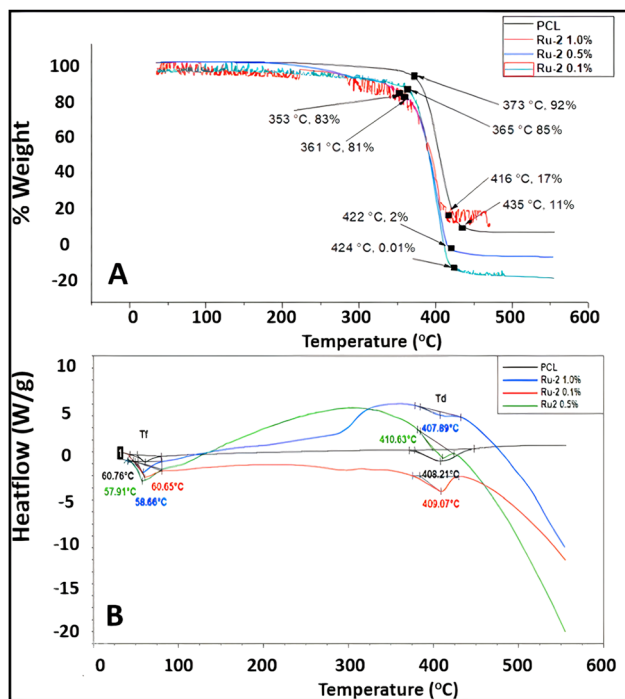 PCL
Ru-2 1.0%
Ru-2 0.5%
Ru-2 0.1%
100
80
60
40
20
0
-20
% Weight
373 °C, 92%
353 °C, 83%
365 °C 85%
361 °C, 81%
416 °C, 17%
435 °C, 11%
422 °C, 2%
424 °C, 0.01%
A
0 100 200 300 400 500 600
Temperature (°C)
10
5
0
-5
-10
-15
-20
Heatflow (W/g)
PCL
Ru-2 1.0%
Ru-2 0.1%
Ru2 0.5%
Tf
Td
407.89°C
410.63°C
408.21°C
409.07°C
60.76°C
60.65°C
57.91°C
58.66°C
B
0 100 200 300 400 500 600
Temperature (°C)